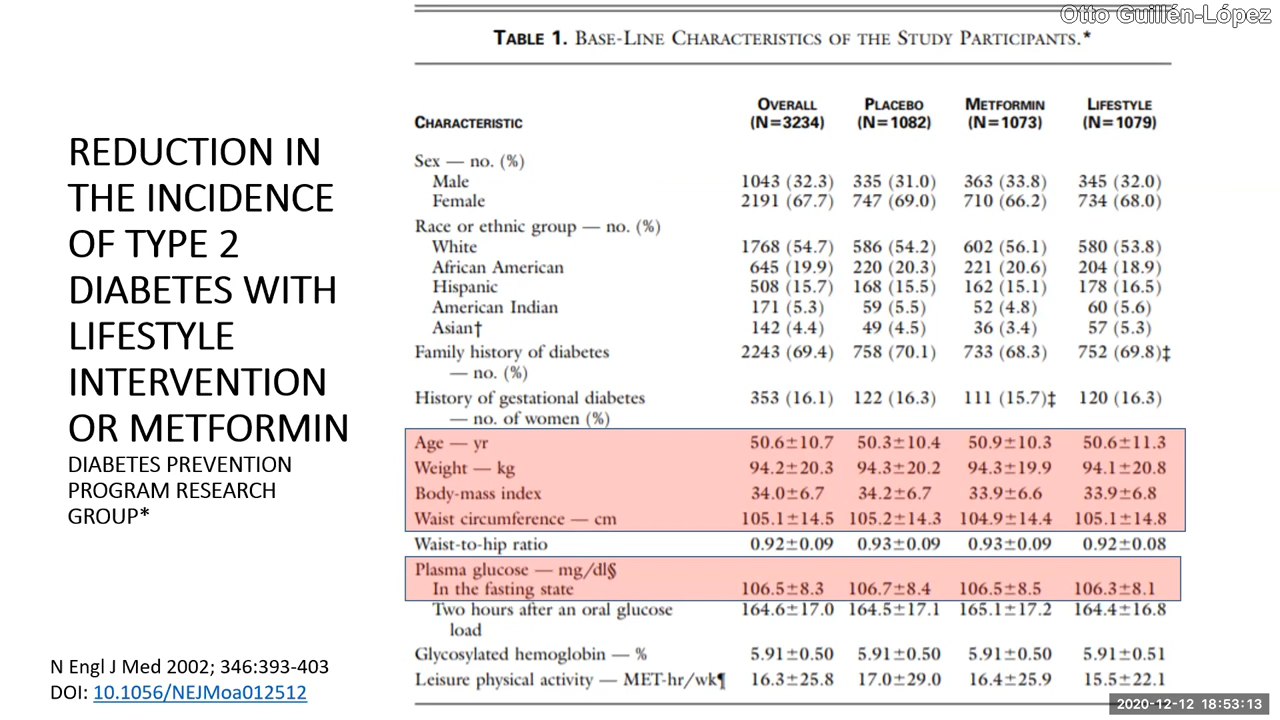 Otto Guillén-López
REDUCTION IN
THE INCIDENCE
OF TYPE 2
DIABETES WITH
LIFESTYLE
INTERVENTION
OR METFORMIN
DIABETES PREVENTION
PROGRAM RESEARCH
GROUP*
N Engl J Med 2002; 346:393-403
DOI: 10.1056/NEJMoa012512
TABLE 1. BASE-LINE CHARACTERISTICS OF THE STUDY PARTICIPANTS.*
OVERALL PLACEBO METFORMIN LIFESTYLE
CHARACTERISTIC (N=3234) (N=1082) (N=1073) (N=1079)
Sex — no. (%)
Male 1043 (32.3) 335 (31.0) 363 (33.8) 345 (32.0)
Female 2191 (67.7) 747 (69.0) 710 (66.2) 734 (68.0)
Race or ethnic group — no. (%)
White 1768 (54.7) 586 (54.2) 602 (56.1) 580 (53.8)
African American 645 (19.9) 220 (20.3) 221 (20.6) 204 (18.9)
Hispanic 508 (15.7) 168 (15.5) 162 (15.1) 178 (16.5)
American Indian 171 (5.3) 59 (5.5) 52 (4.8) 60 (5.6)
Asian† 142 (4.4) 49 (4.5) 36 (3.4) 57 (5.3)
Family history of diabetes 2243 (69.4) 758 (70.1) 733 (68.3) 752 (69.8)‡
— no. (%)
History of gestational diabetes 353 (16.1) 122 (16.3) 111 (15.7)‡ 120 (16.3)
— no. of women (%)
Age — yr 50.6±10.7 50.3±10.4 50.9±10.3 50.6±11.3
Weight — kg 94.2±20.3 94.3±20.2 94.3±19.9 94.1±20.8
Body-mass index 34.0±6.7 34.2±6.7 33.9±6.6 33.9±6.8
Waist circumference — cm 105.1±14.5 105.2±14.3 104.9±14.4 105.1±14.8
Waist-to-hip ratio 0.92±0.09 0.93±0.09 0.93±0.09 0.92±0.08
Plasma glucose — mg/dl§
In the fasting state 106.5±8.3 106.7±8.4 106.5±8.5 106.3±8.1
Two hours after an oral glucose 164.6±17.0 164.5±17.1 165.1±17.2 164.4±16.8
load
Glycosylated hemoglobin — % 5.91±0.50 5.91±0.50 5.91±0.50 5.91±0.51
Leisure physical activity — MET-hr/wk¶ 16.3±25.8 17.0±29.0 16.4±25.9 15.5±22.1
2020-12-12 18:53:13